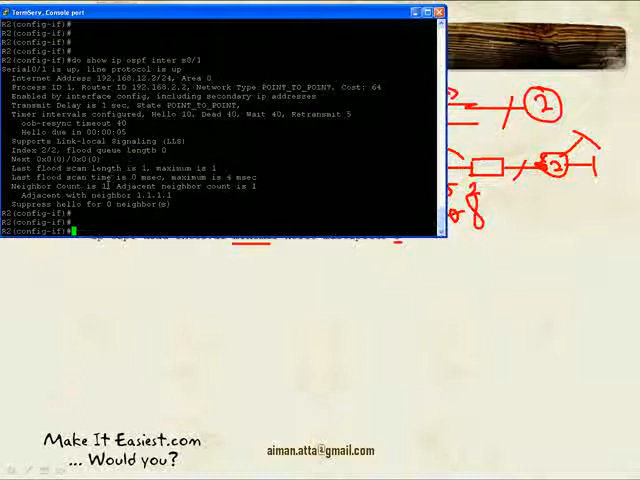 TermServ, Console port
R2(config-if)#
R2(config-if)#
R2(config-if)#
R2(config-if)#
R2(config-if)#do show ip ospf inter s0/1
Serial0/1 is up, line protocol is up
Internet Address 192.168.12.2/24, Area 0
Process ID 1, Router ID 192.168.2.2, Network Type POINT_TO_POINT, Cost: 64
Enabled by interface config, including secondary ip addresses
Transmit Delay is 1 sec, State POINT_TO_POINT,
Timer intervals configured, Hello 10, Dead 40, Wait 40, Retransmit 5
oob-resync timeout 40
Hello due in 00:00:05
Supports Link-local Signaling (LLS)
Index 2/2, flood queue length 0
Next 0x0(0)/0x0(0)
Last flood scan length is 1, maximum is 1
Last flood scan time is 0 msec, maximum is 4 msec
Neighbor Count is 1, Adjacent neighbor count is 1
Adjacent with neighbor 1.1.1.1
Suppress hello for 0 neighbor(s)
R2(config-if)#
R2(config-if)#
R2(config-if)#
2
2
Make It Easiest.com
... Would you?
aiman.atta@gmail.com